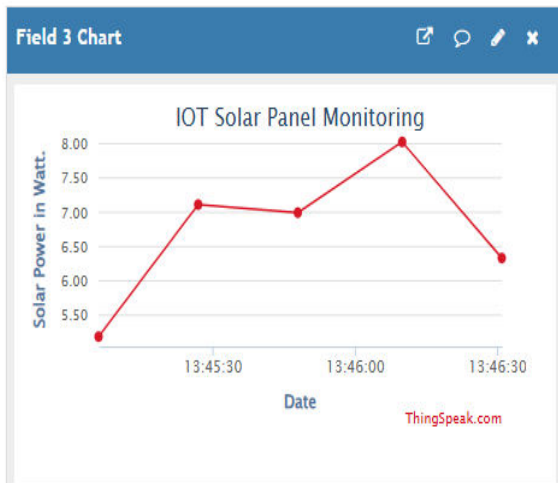 Field 3 Chart
IOT Solar Panel Monitoring
Solar Power in Watt.
8.00
7.50
7.00
6.50
6.00
5.50
13:45:30 13:46:00 13:46:30
Date
ThingSpeak.com